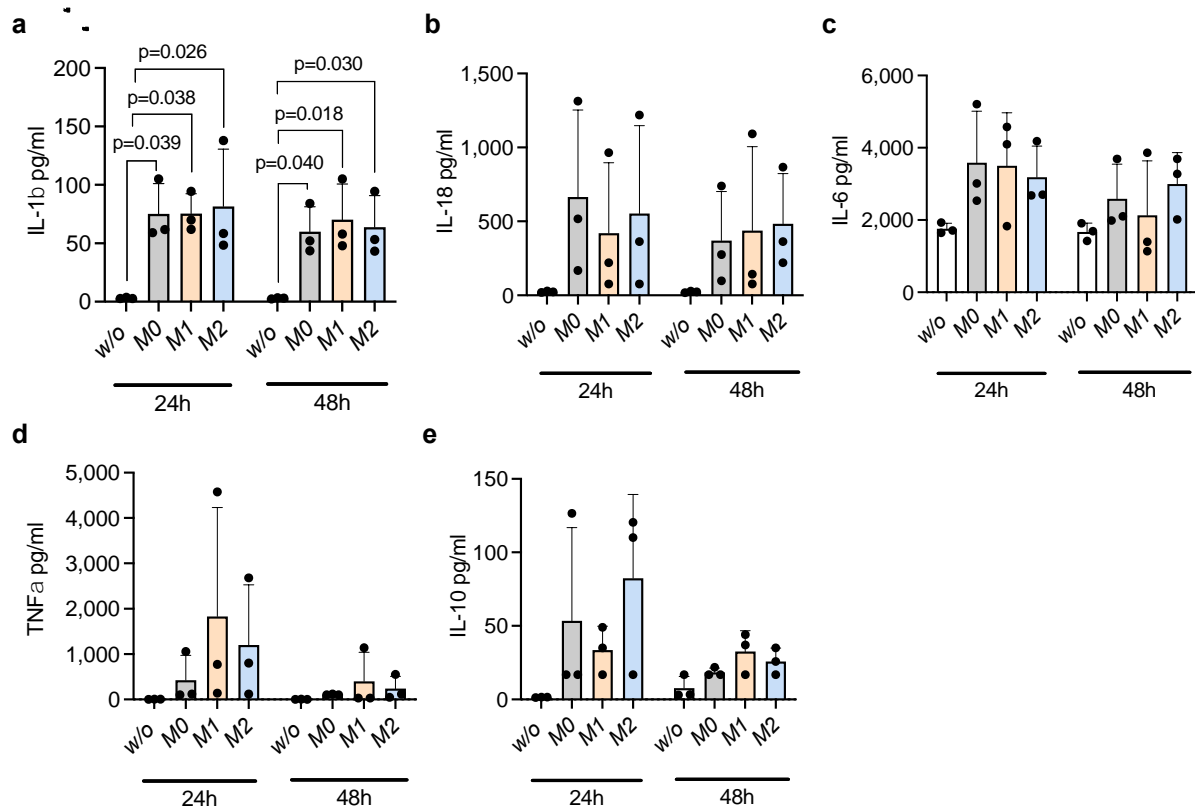 a
IL-1b pg/ml
200
150
100
50
0
p=0.026
p=0.038
p=0.039
p=0.030
p=0.018
p=0.040
w/o M0 M1 M2 w/o M0 M1 M2
24h 48h
b
IL-18 pg/ml
1,500
1,000
500
0
w/o M0 M1 M2 w/o M0 M1 M2
24h 48h
c
IL-6 pg/ml
6,000
4,000
2,000
0
w/o M0 M1 M2 w/o M0 M1 M2
24h 48h
d
TNFa pg/ml
5,000
4,000
3,000
2,000
1,000
0
w/o M0 M1 M2 w/o M0 M1 M2
24h 48h
e
IL-10 pg/ml
150
100
50
0
w/o M0 M1 M2 w/o M0 M1 M2
24h 48h